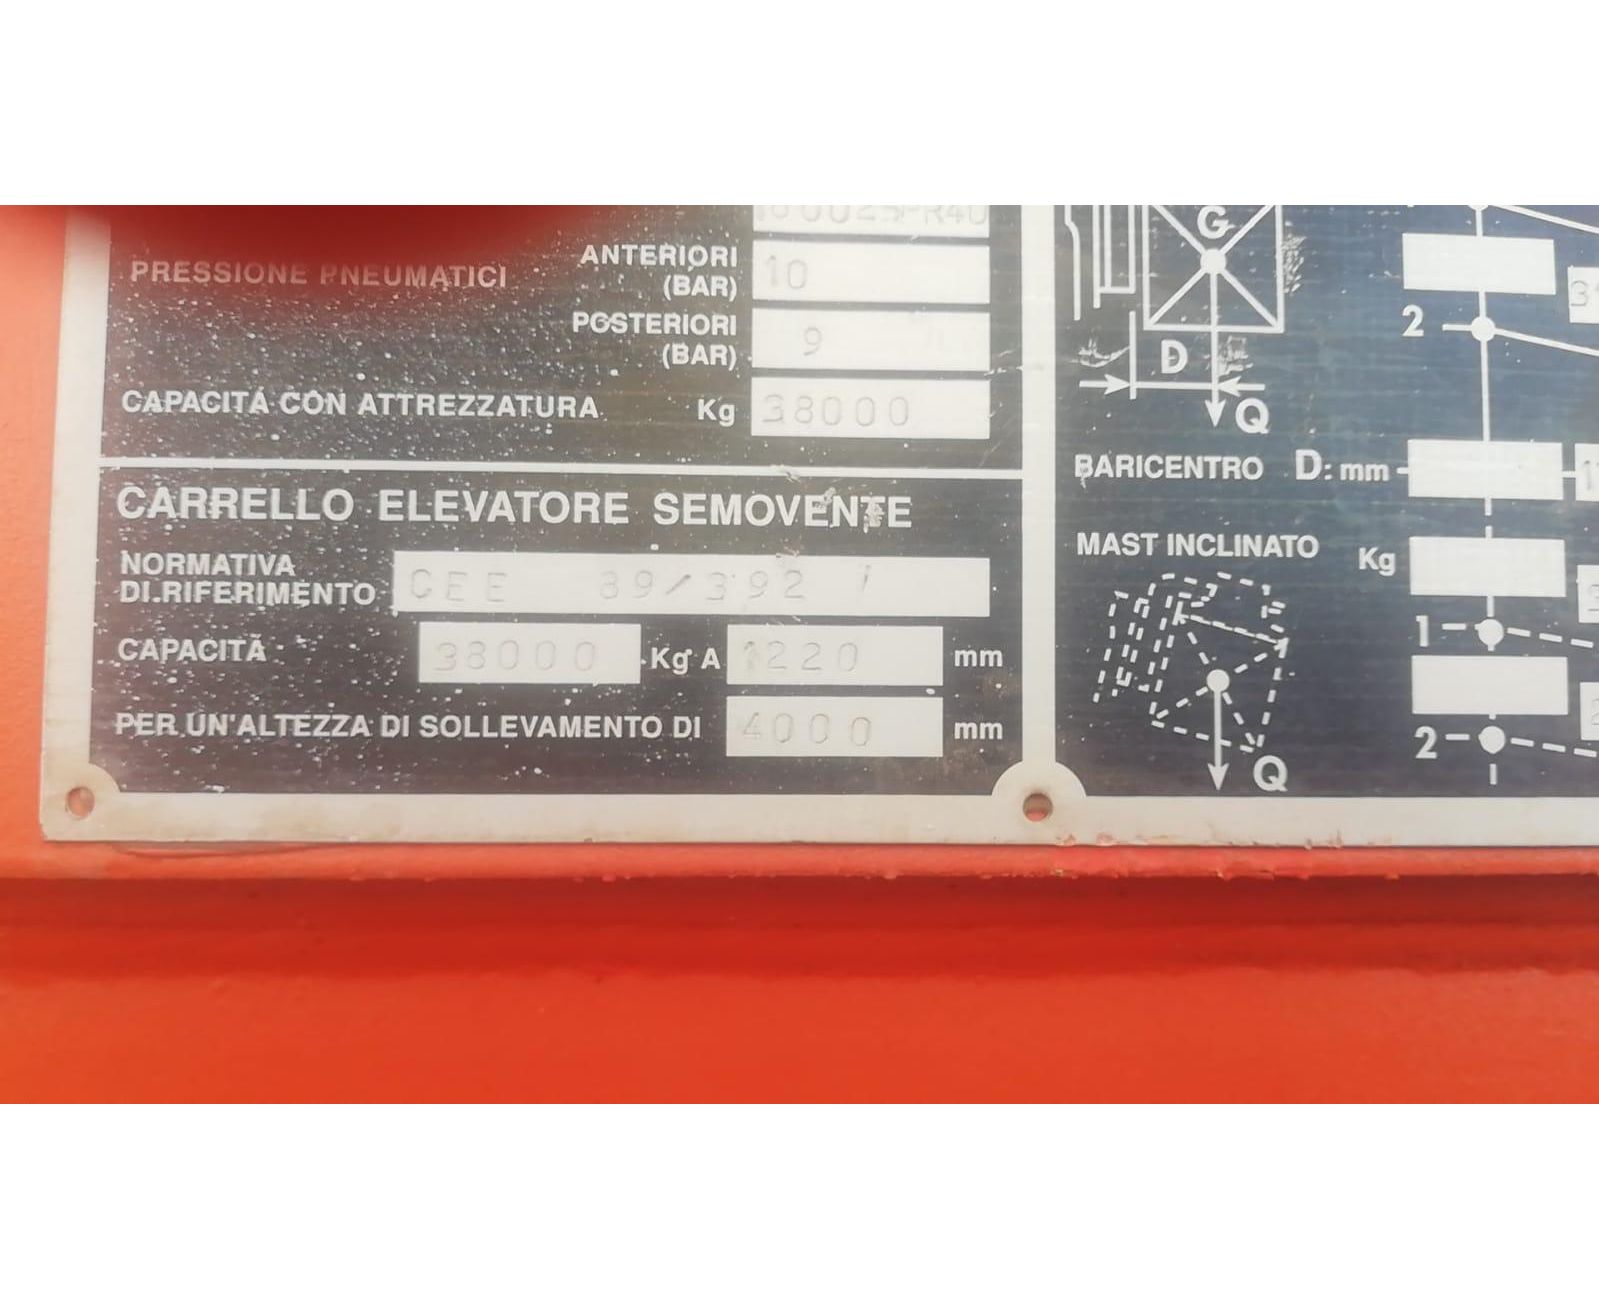 PRESSIONE PNEUMATICI
ANTERIORI
(BAR)
10
POSTERIORI
(BAR)
9
CAPACITÀ CON ATTREZZATURA Kg 38000
CARRELLO ELEVATORE SEMOVENTE
NORMATIVA
DI RIFERIMENTO
CEE 89/392 /
CAPACITÀ 38000 Kg A 1220 mm
PER UN'ALTEZZA DI SOLLEVAMENTO DI 4000 mm
G
2
D
Q
BARICENTRO D: mm
MAST INCLINATO Kg
1
2
Q